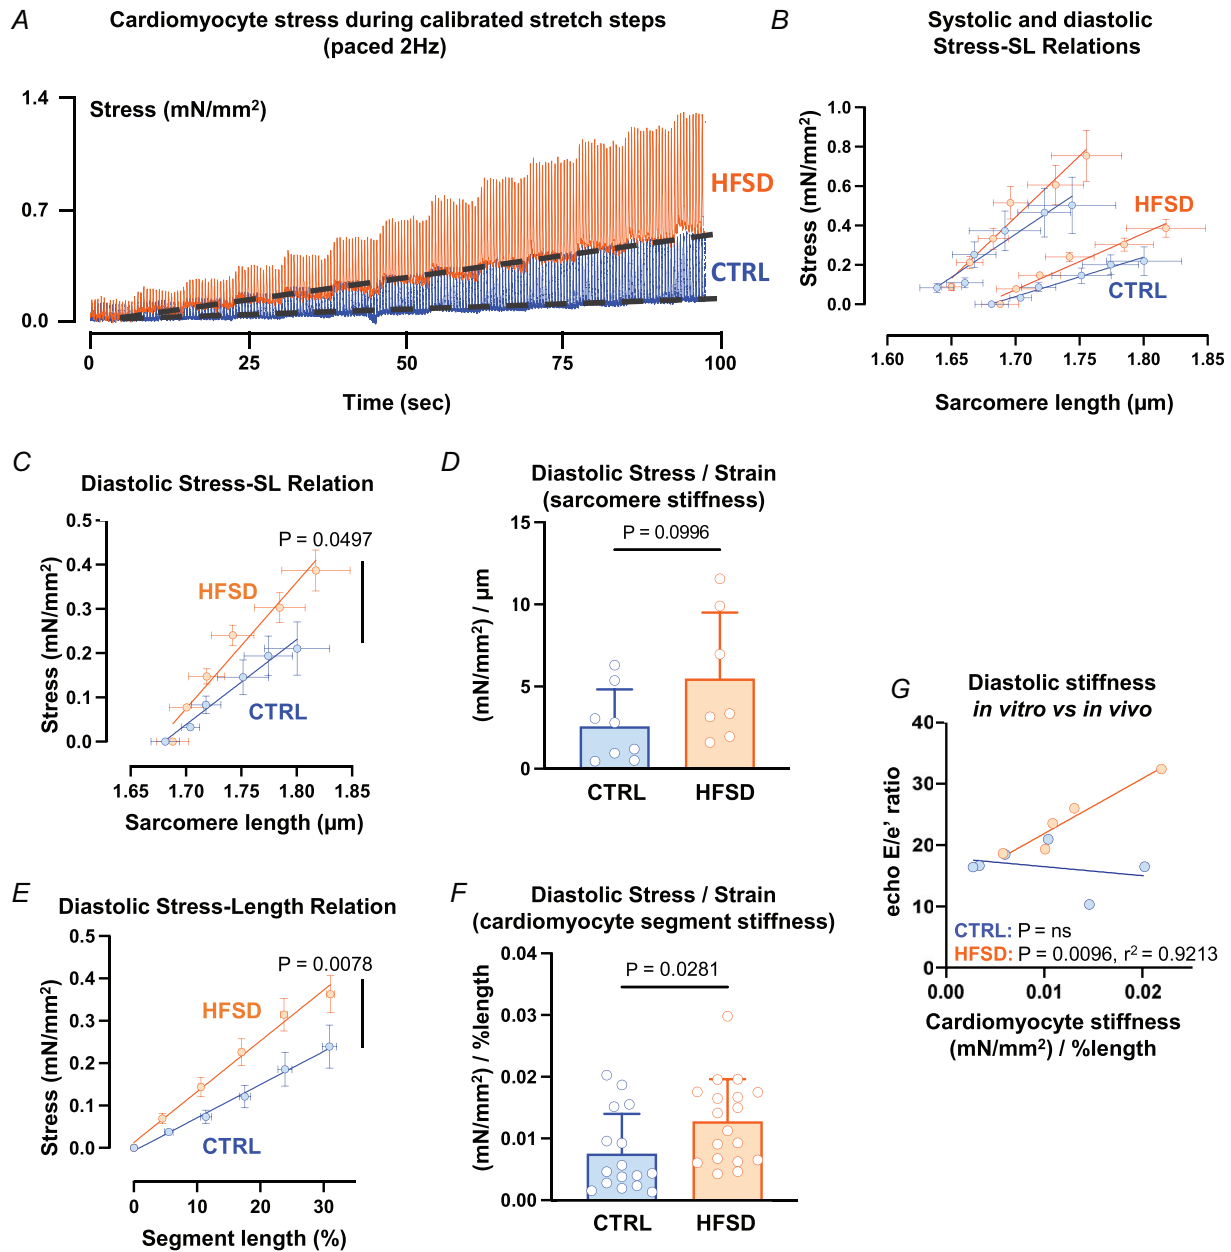 A
Cardiomyocyte stress during calibrated stretch steps
(paced 2Hz)
1.4
Stress (mN/mm²)
0.7
0.0
HFSD
CTRL
0
25
50
75
100
Time (sec)
B
Systolic and diastolic
Stress-SL Relations
Stress (mN/mm²)
1.0
0.8
0.6
0.4
0.2
0.0
HFSD
CTRL
1.60
1.65
1.70
1.75
1.80
1.85
Sarcomere length (µm)
C
Diastolic Stress-SL Relation
Stress (mN/mm²)
0.5
0.4
0.3
0.2
0.1
0.0
P = 0.0497
HFSD
CTRL
1.65
1.70
1.75
1.80
1.85
Sarcomere length (µm)
D
Diastolic Stress / Strain
(sarcomere stiffness)
(mN/mm²) / µm
15
10
5
0
P = 0.0996
CTRL
HFSD
E
Diastolic Stress-Length Relation
Stress (mN/mm²)
0.5
0.4
0.3
0.2
0.1
0.0
P = 0.0078
HFSD
CTRL
0
10
20
30
Segment length (%)
F
Diastolic Stress / Strain
(cardiomyocyte segment stiffness)
(mN/mm²) / %length
0.04
0.03
0.02
0.01
0.00
P = 0.0281
CTRL
HFSD
G
Diastolic stiffness
in vitro vs in vivo
echo E/e' ratio
40
30
20
10
0
CTRL: P = ns
HFSD: P = 0.0096, r² = 0.9213
0.00
0.01
0.02
Cardiomyocyte stiffness
(mN/mm²) / %length